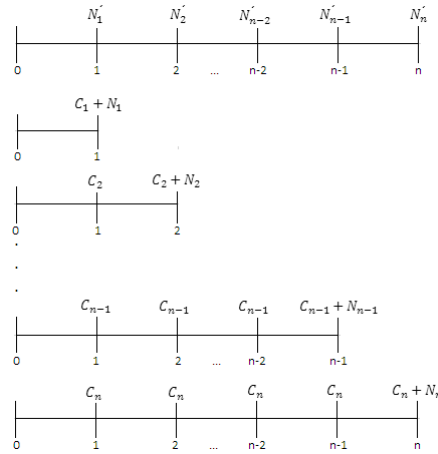 N′₁ N′₂ N′ₙ₋₂ N′ₙ₋₁ N′ₙ
0 1 2 ... n-2 n-1 n
C₁ + N₁
0 1
C₂ C₂ + N₂
0 1 2
.
.
.
Cₙ₋₁ Cₙ₋₁ Cₙ₋₁ Cₙ₋₁ + Nₙ₋₁
0 1 2 ... n-2 n-1
Cₙ Cₙ Cₙ Cₙ Cₙ + Nₙ
0 1 2 ... n-2 n-1 n